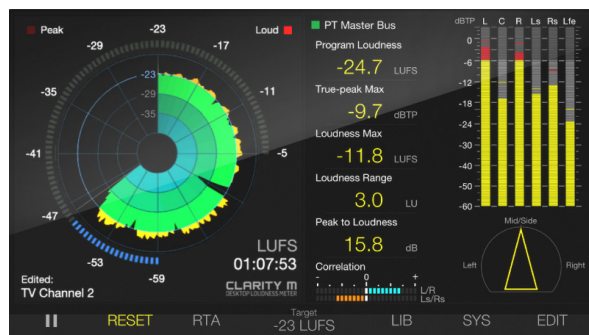 Peak
Loud
-23
-29
-17
-35
-11
-41
-5
-47
-53
-59
-23
-29
-35
LUFS
01:07:53
Edited:
TV Channel 2
CLARITY M
DESKTOP LOUDNESS METER
PT Master Bus
Program Loudness
-24.7 LUFS
True-peak Max
-9.7 dBTP
Loudness Max
-11.8 LUFS
Loudness Range
3.0 LU
Peak to Loudness
15.8 dB
Correlation
- 0 +
L/R
Ls/Rs
dBTP L C R Ls Rs Lfe
0
-6
-12
-18
-24
-30
-40
-50
-60
Mid/Side
Left
Right
RESET
RTA
Target
-23 LUFS
LIB
SYS
EDIT